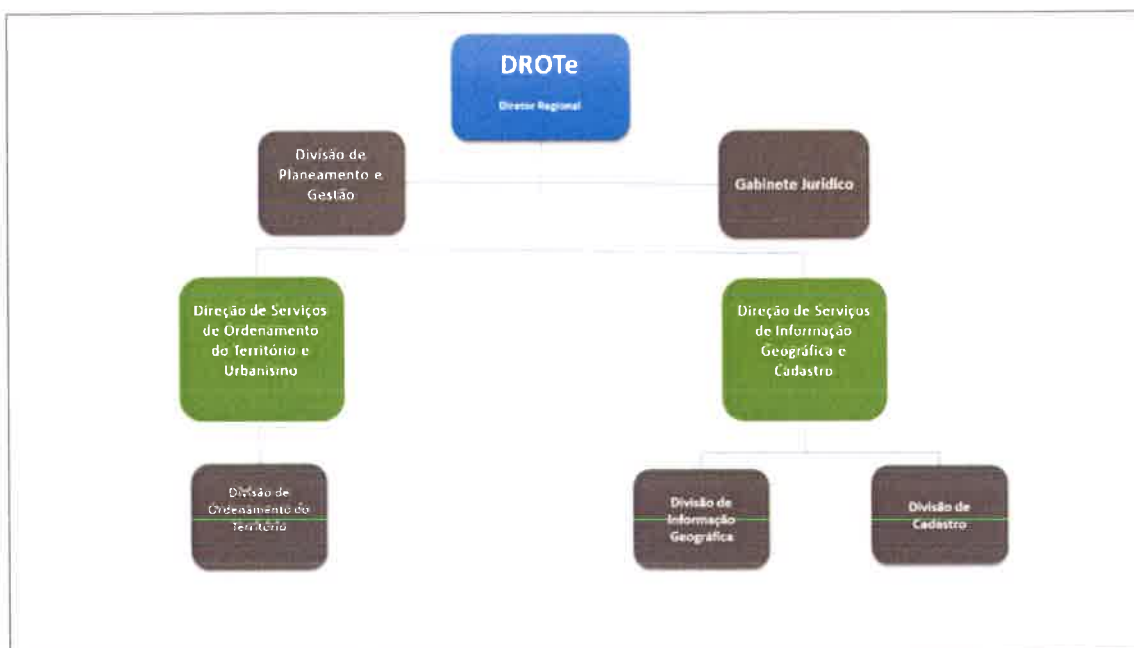 DROTe
Diretor Regional
Divisão de
Planeamento e
Gestão
Gabinete Jurídico
Direção de Serviços
de Ordenamento
do Território e
Urbanismo
Direção de Serviços
de Informação
Geográfica e
Cadastro
Divisão de
Ordenamento do
Território
Divisão de
Informação
Geográfica
Divisão de
Cadastro